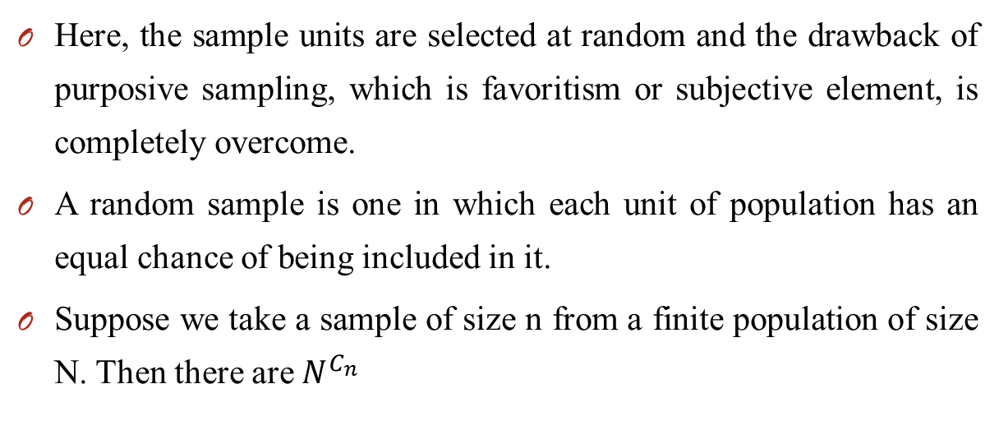 Here, the sample units are selected at random and the drawback of
purposive sampling, which is favoritism or subjective element, is
completely overcome.
A random sample is one in which each unit of population has an
equal chance of being included in it.
Suppose we take a sample of size n from a finite population of size
N. Then there are N^{C_n}